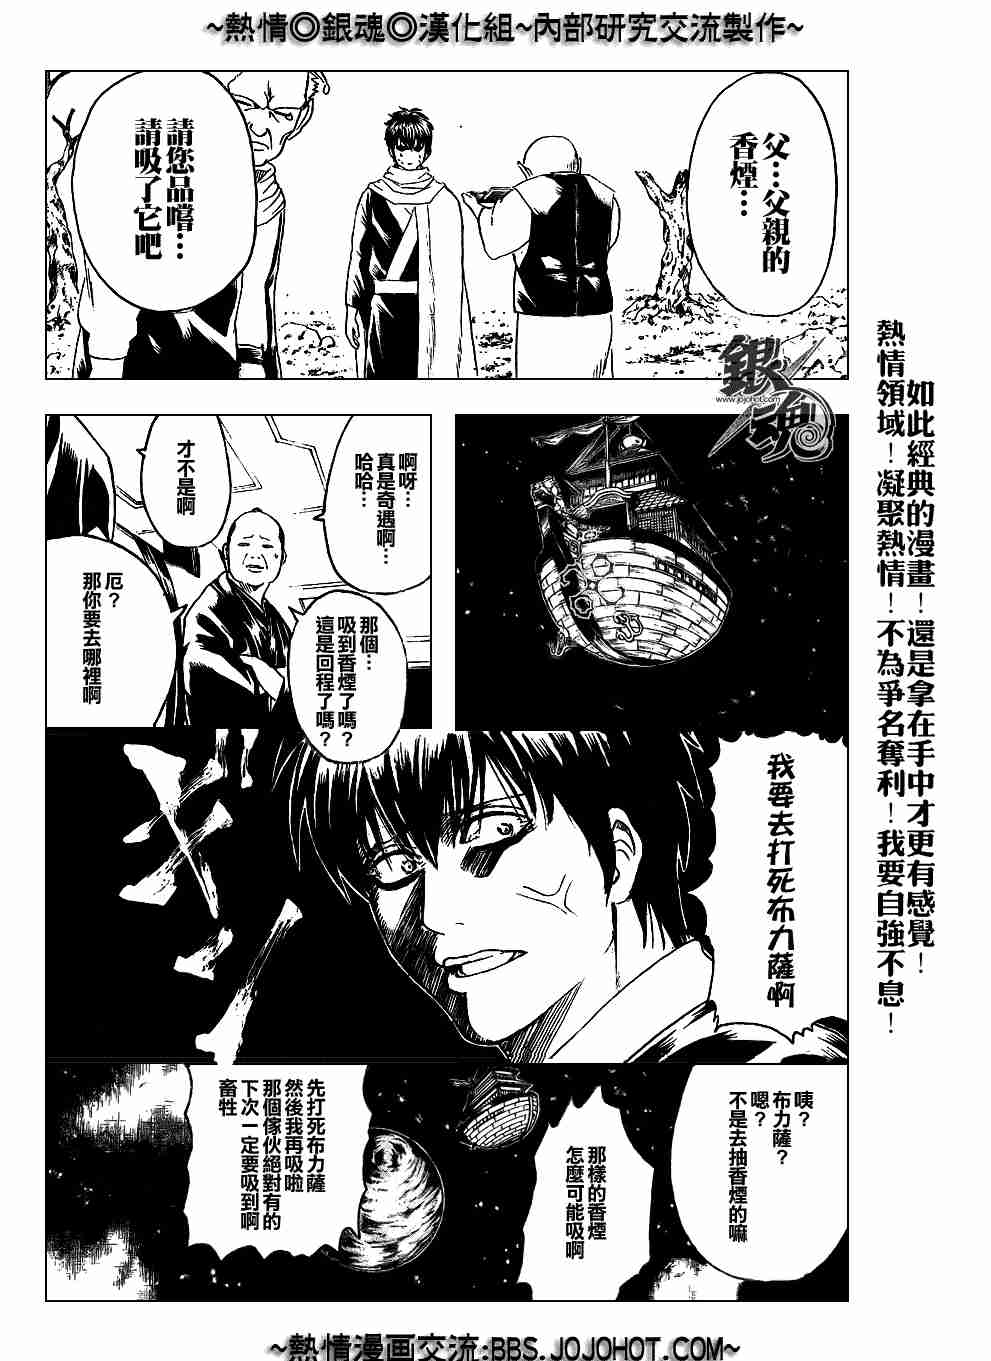 ~熱情◎銀魂◎漢化組~內部研究交流製作~
父…父親的
香煙…
請您品嚐…
請吸了它吧
銀魂
www.jojohot.com
如此經典的漫畫！還是拿在手中才更有感覺！
熱情領域！凝聚熱情！不為爭名奪利！我要自強不息！
啊呀…
真是奇遇啊…
哈哈…
才不是啊
那個…
吸到香煙了嗎？
這是回程了嗎？
厄？
那你要去哪裡啊
我要去打死布力薩啊
咦？
布力薩？
嗯？
不是去抽香煙的嘛
那樣的香煙
怎麼可能吸啊
先打死布力薩
然後我再吸啦
那個傢伙絕對有的
下次一定要吸到啊
畜牲
~熱情漫画交流:BBS.JOJOHOT.COM~